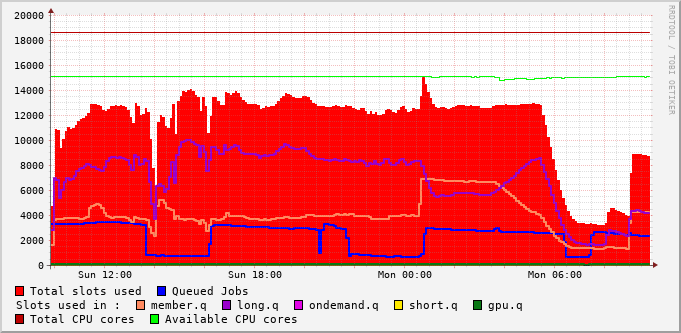 20000
18000
16000
14000
12000
10000
8000
6000
4000
2000
0
Sun 12:00 Sun 18:00 Mon 00:00 Mon 06:00
RRDTOOL / TOBI OETIKER
Total slots used Queued Jobs
Slots used in : member.q long.q ondemand.q short.q gpu.q
Total CPU cores Available CPU cores